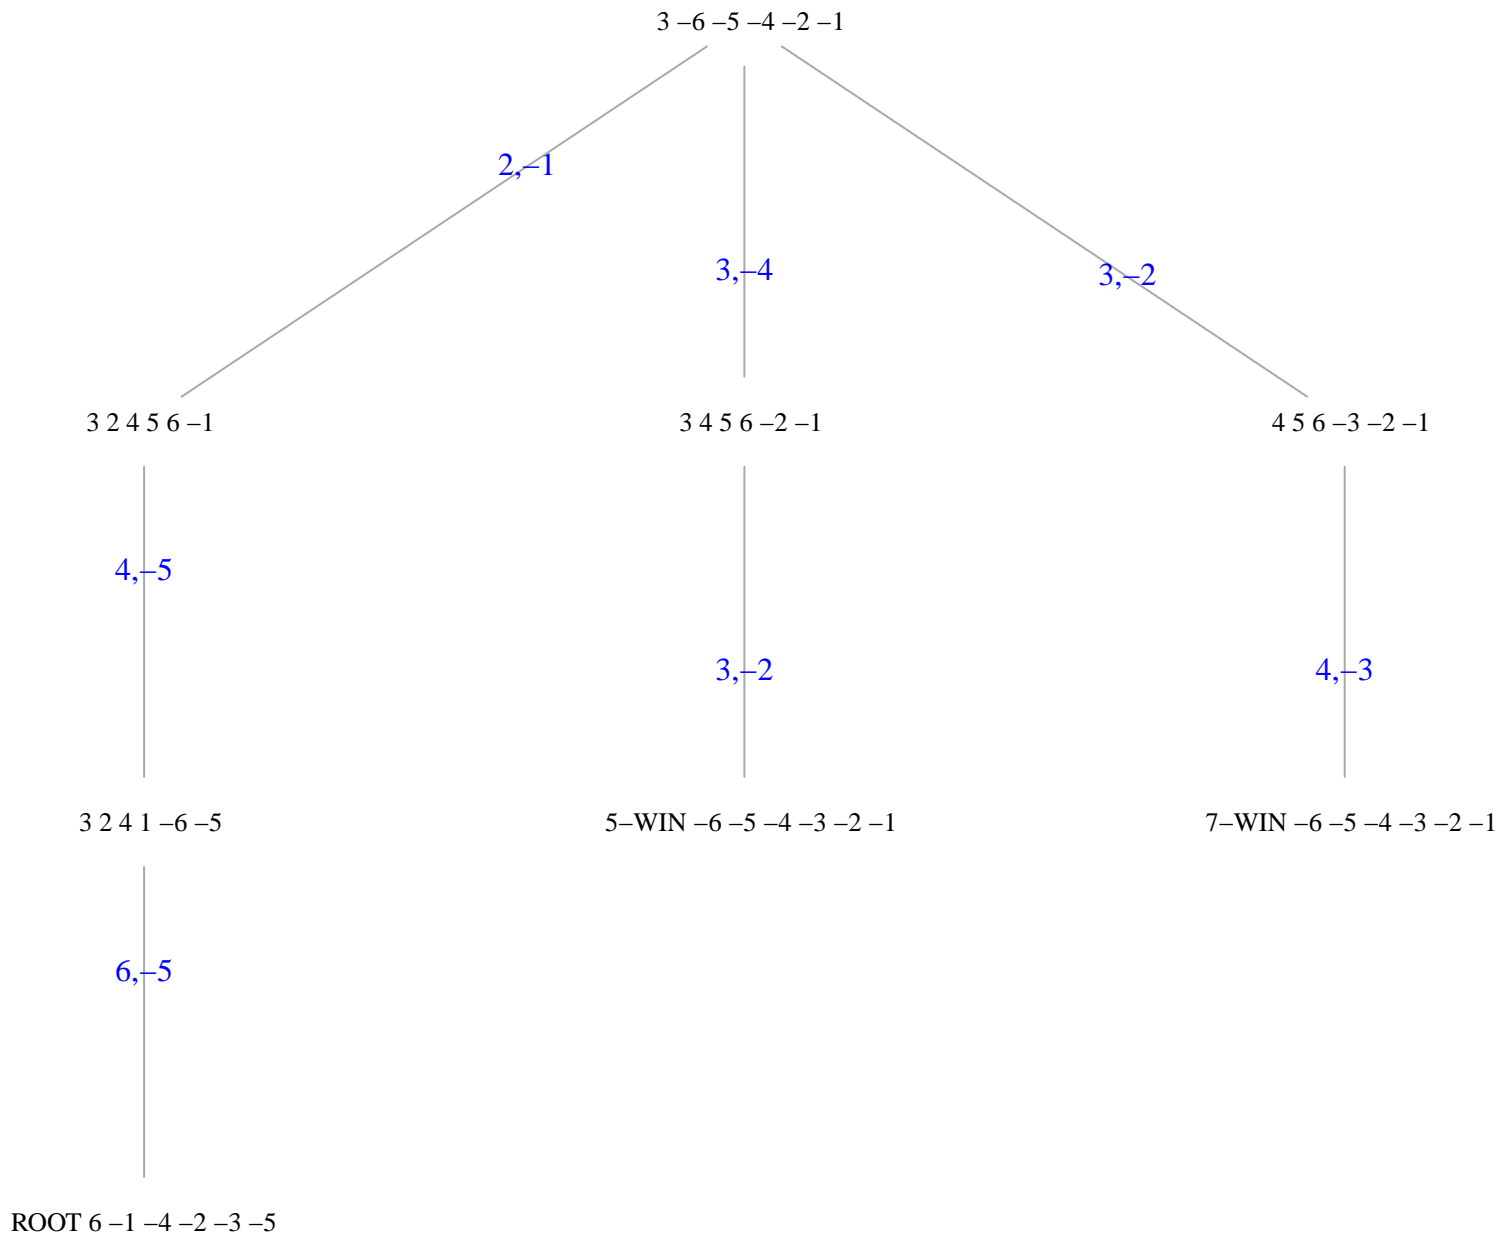 3 –6 –5 –4 –2 –1
2,–1
3,–4
3,–2
3 2 4 5 6 –1
3 4 5 6 –2 –1
4 5 6 –3 –2 –1
4,–5
3,–2
4,–3
3 2 4 1 –6 –5
5–WIN –6 –5 –4 –3 –2 –1
7–WIN –6 –5 –4 –3 –2 –1
6,–5
ROOT 6 –1 –4 –2 –3 –5